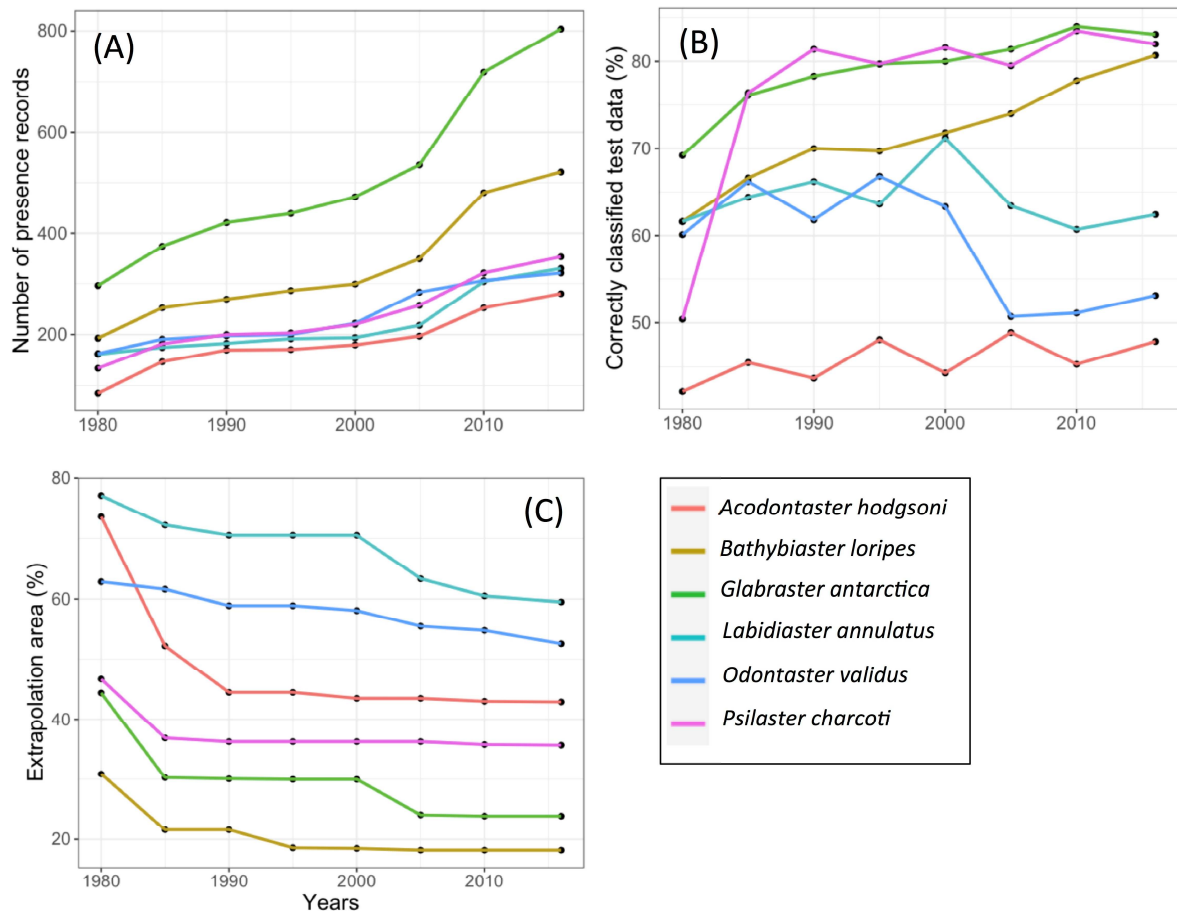 (A)
Number of presence records
800
600
400
200
1980
1990
2000
2010
(B)
Correctly classified test data (%)
80
70
60
50
1980
1990
2000
2010
(C)
Extrapolation area (%)
80
60
40
20
1980
1990
2000
2010
Years
Acodontaster hodgsoni
Bathybiaster loripes
Glabraster antarctica
Labidiaster annulatus
Odontaster validus
Psilaster charcoti